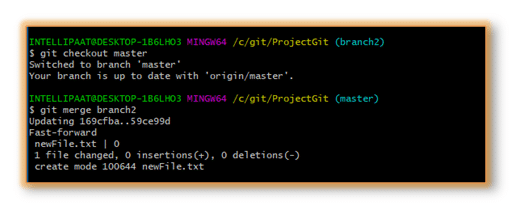 INTELLIPAAT@DESKTOP-1B6LHO3 MINGW64 /c/git/ProjectGit (branch2)
$ git checkout master
Switched to branch 'master'
Your branch is up to date with 'origin/master'.
INTELLIPAAT@DESKTOP-1B6LHO3 MINGW64 /c/git/ProjectGit (master)
$ git merge branch2
Updating 169cfba..59ce99d
Fast-forward
newFile.txt | 0
1 file changed, 0 insertions(+), 0 deletions(-)
create mode 100644 newFile.txt